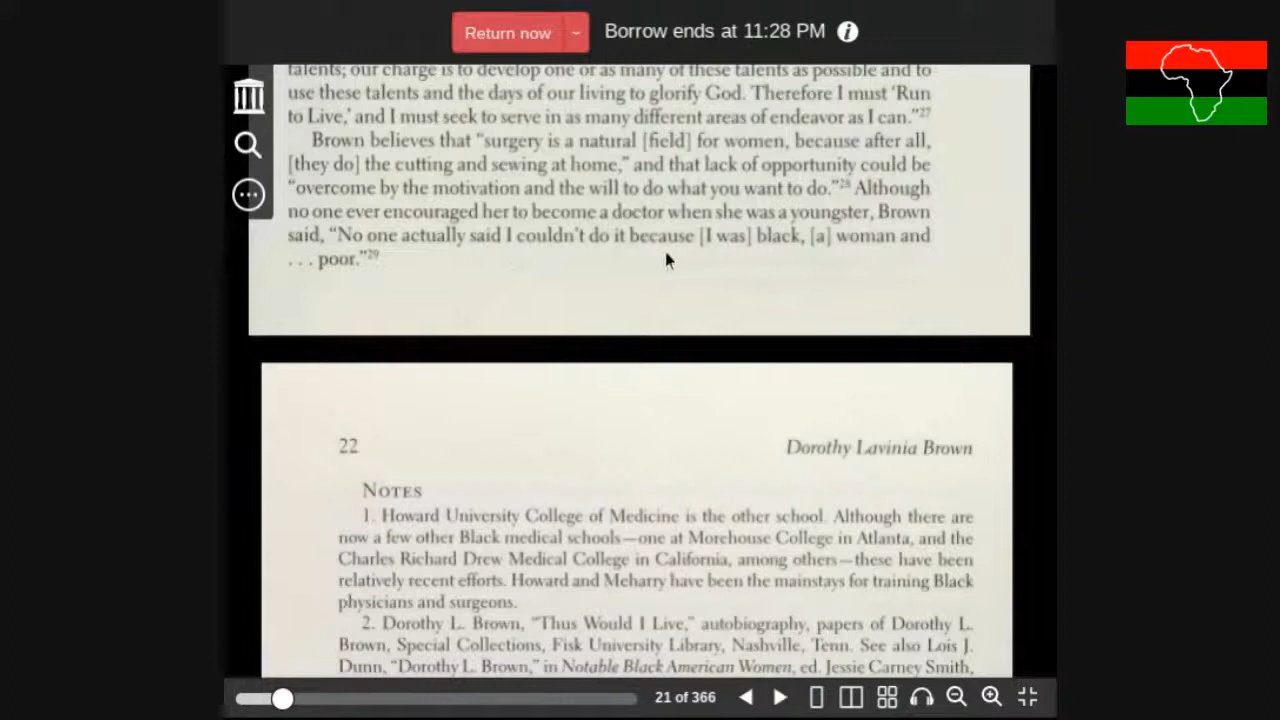 Return now
Borrow ends at 11:28 PM
talents; our charge is to develop one or as many of these talents as possible and to
use these talents and the days of our living to glorify God. Therefore I must ‘Run
to Live,’ and I must seek to serve in as many different areas of endeavor as I can.”27
Brown believes that “surgery is a natural [field] for women, because after all,
[they do] the cutting and sewing at home,” and that lack of opportunity could be
“overcome by the motivation and the will to do what you want to do.”28 Although
no one ever encouraged her to become a doctor when she was a youngster, Brown
said, “No one actually said I couldn’t do it because [I was] black, [a] woman and
. . . poor.”29
22 Dorothy Lavinia Brown
NOTES
1. Howard University College of Medicine is the other school. Although there are
now a few other Black medical schools—one at Morehouse College in Atlanta, and the
Charles Richard Drew Medical College in California, among others—these have been
relatively recent efforts. Howard and Meharry have been the mainstays for training Black
physicians and surgeons.
2. Dorothy L. Brown, “Thus Would I Live,” autobiography, papers of Dorothy L.
Brown, Special Collections, Fisk University Library, Nashville, Tenn. See also Lois J.
Dunn, “Dorothy L. Brown,” in Notable Black American Women, ed. Jessie Carney Smith,
21 of 366